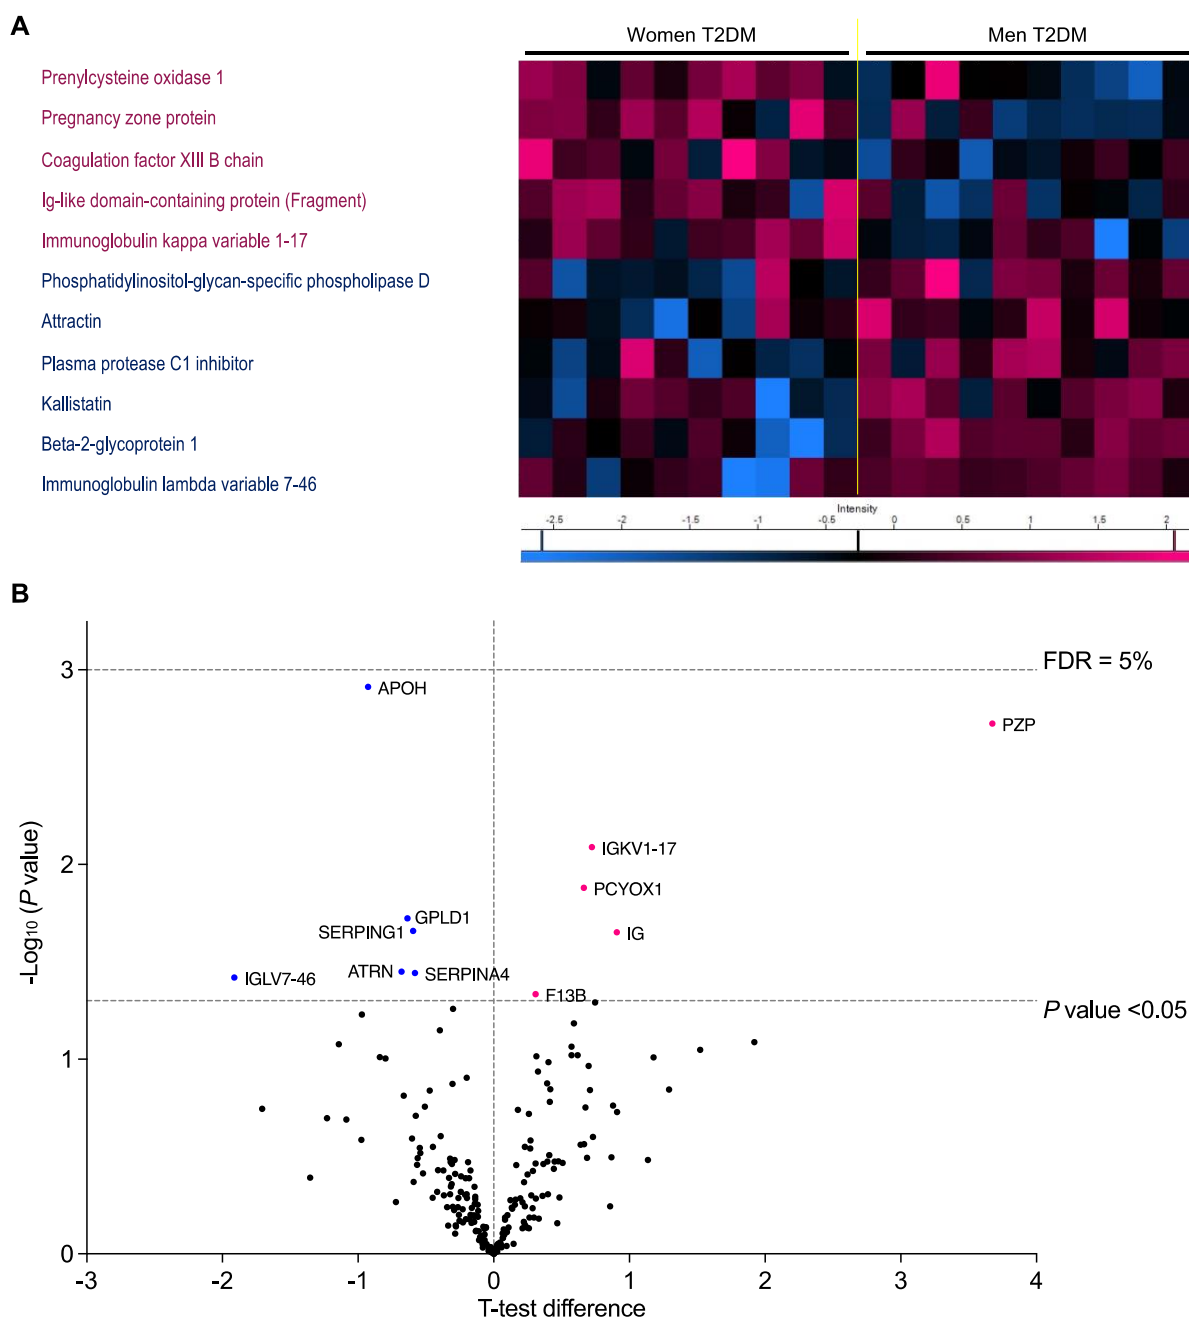 A
Women T2DM
Men T2DM
Prenylcysteine oxidase 1
Pregnancy zone protein
Coagulation factor XIII B chain
Ig-like domain-containing protein (Fragment)
Immunoglobulin kappa variable 1-17
Phosphatidylinositol-glycan-specific phospholipase D
Attractin
Plasma protease C1 inhibitor
Kallistatin
Beta-2-glycoprotein 1
Immunoglobulin lambda variable 7-46
Intensity
-2.5 -2 -1.5 -1 -0.5 0 0.5 1 1.5 2
B
3
FDR = 5%
APOH
PZP
IGKV1-17
2
PCYOX1
GPLD1
SERPING1
IG
ATRN
SERPINA4
IGLV7-46
F13B
P value <0.05
1
0
-Log10 (P value)
-3 -2 -1 0 1 2 3 4
T-test difference